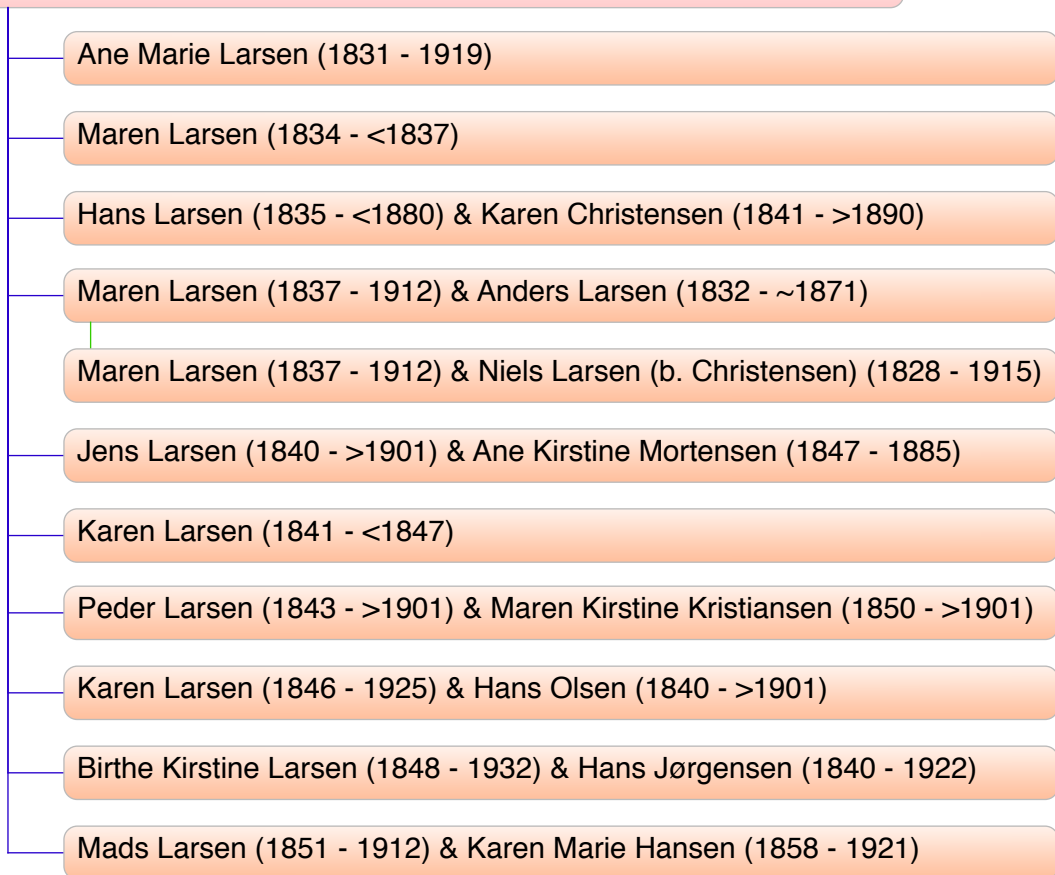 Ane Marie Larsen (1831 - 1919)
Maren Larsen (1834 - <1837)
Hans Larsen (1835 - <1880) & Karen Christensen (1841 - >1890)
Maren Larsen (1837 - 1912) & Anders Larsen (1832 - ~1871)
Maren Larsen (1837 - 1912) & Niels Larsen (b. Christensen) (1828 - 1915)
Jens Larsen (1840 - >1901) & Ane Kirstine Mortensen (1847 - 1885)
Karen Larsen (1841 - <1847)
Peder Larsen (1843 - >1901) & Maren Kirstine Kristiansen (1850 - >1901)
Karen Larsen (1846 - 1925) & Hans Olsen (1840 - >1901)
Birthe Kirstine Larsen (1848 - 1932) & Hans Jørgensen (1840 - 1922)
Mads Larsen (1851 - 1912) & Karen Marie Hansen (1858 - 1921)